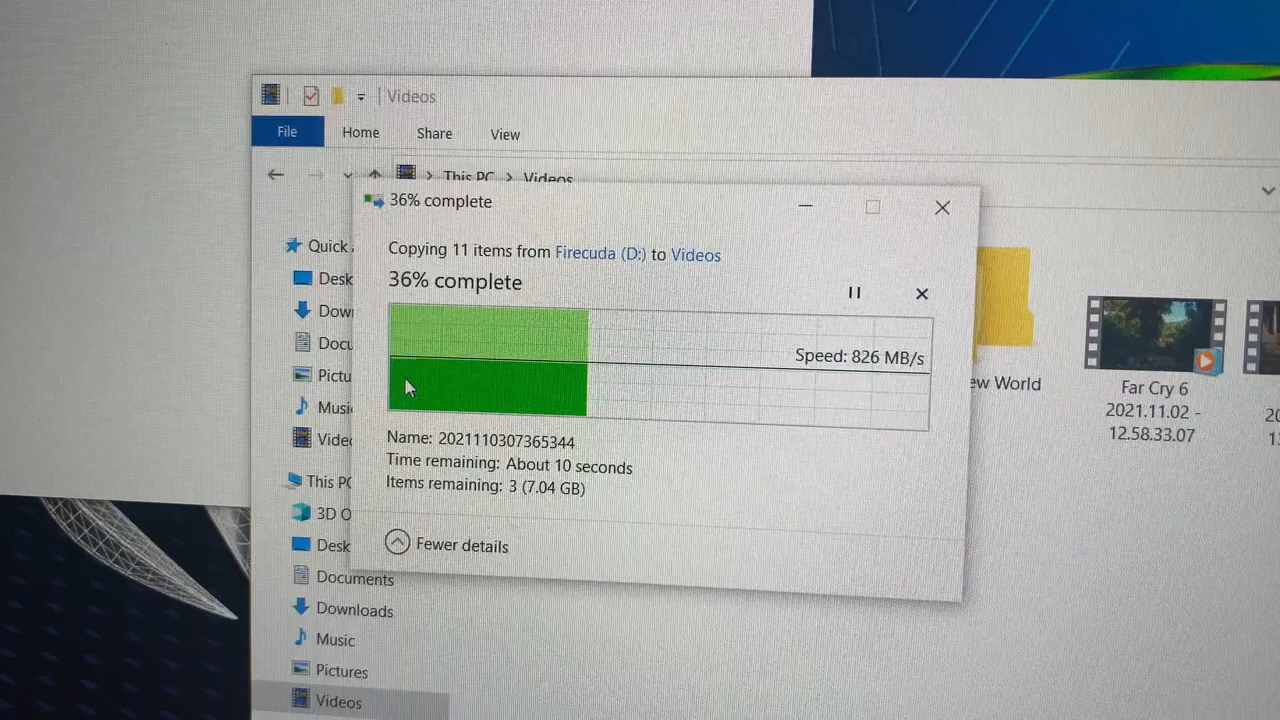 Videos
File Home Share View
This PC > Videos
36% complete
Copying 11 items from Firecuda (D:) to Videos
36% complete
Speed: 826 MB/s
Name: 2021110307365344
Time remaining: About 10 seconds
Items remaining: 3 (7.04 GB)
Fewer details
Quick
Desk
Dow
Docu
Pictu
Musi
Vide
This PC
3D O
Desk
Documents
Downloads
Music
Pictures
Videos
ew World
Far Cry 6
2021.11.02 -
12.58.33.07